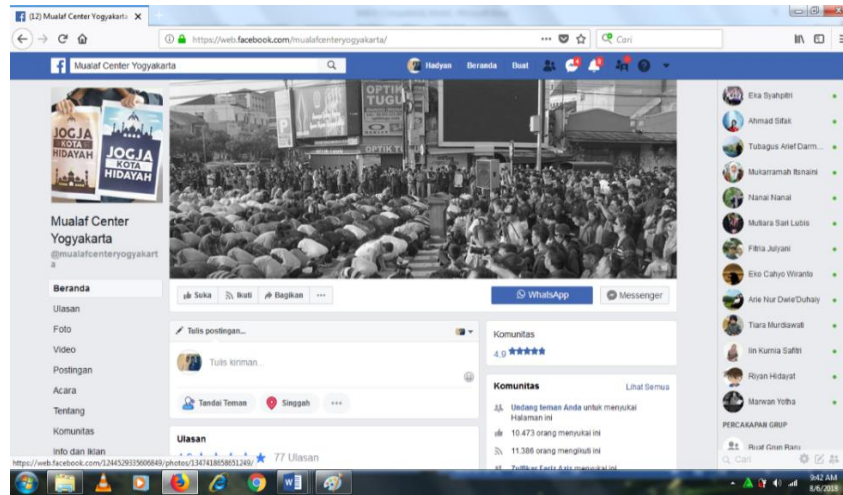 (12) Mualaf Center Yogyakarta
https://web.facebook.com/mualafcenteryogyakarta/
Cari
Mualaf Center Yogyakarta
Hadyan
Beranda
Buat
JOGJA
KOTA
HIDAYAH
JOGJA
KOTA
HIDAYAH
OPTIK
TUGU
OPTIK T
Mualaf Center
Yogyakarta
@mualafcenteryogyakart
a
Beranda
Ulasan
Foto
Video
Postingan
Acara
Tentang
Komunitas
Info dan Iklan
Suka
Ikuti
Bagikan
WhatsApp
Messenger
Tulis postingan...
Tulis kiriman...
Tandai Teman
Singgah
Ulasan
77 Ulasan
Komunitas
4,9
Komunitas
Lihat Semua
Undang teman Anda untuk menyukai
Halaman ini
10.473 orang menyukai ini
11.386 orang mengikuti ini
Eka Syahpitri
Ahmad Sifak
Tubagus Arief Darm...
Mukarramah Itsnaini
Nanai Nanai
Mutiara Sari Lubis
Fitria Julyani
Eko Cahyo Wiranto
Arie Nur Dwie'Duhaiy
Tiara Murdiawati
Iin Kurnia Safitri
Riyan Hidayat
Marwan Yotha
PERCAKAPAN GRUP
Buat Grup Baru
Cari
https://web.facebook.com/1244529335606849/photos/1347418658651249/
9:42 AM
8/6/2018